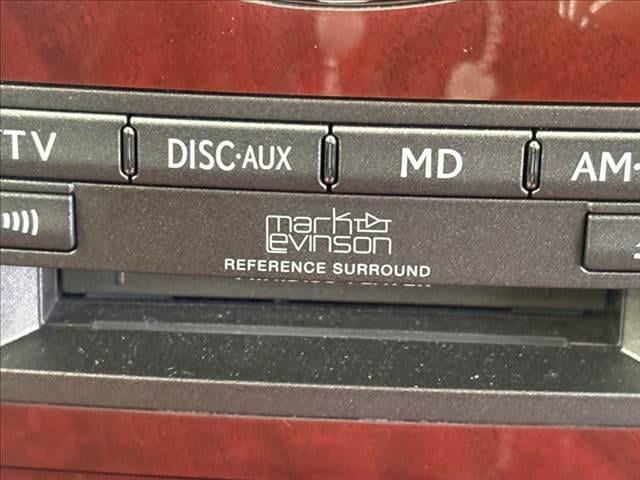 TV DISC·AUX MD AM·
mark
Levinson
REFERENCE SURROUND